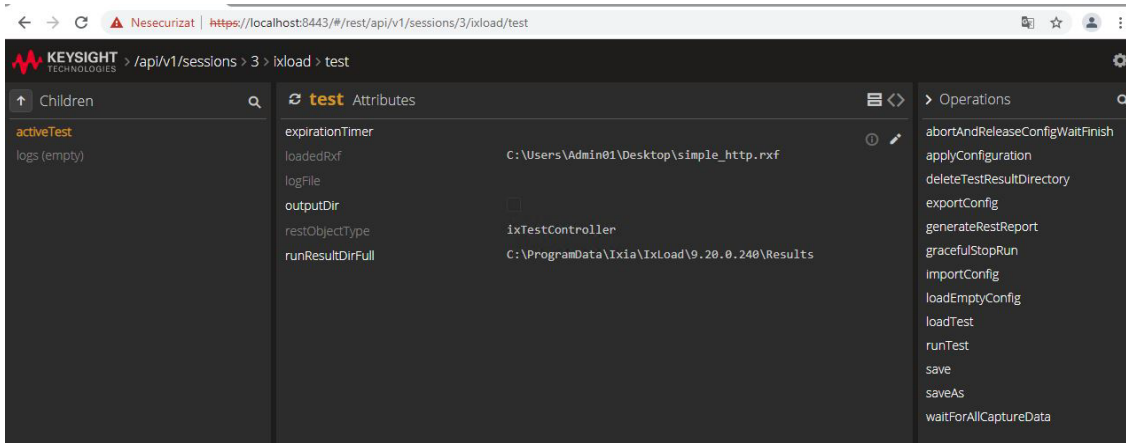 Nesecurizat | https://localhost:8443/#/rest/api/v1/sessions/3/ixload/test
KEYSIGHT TECHNOLOGIES > /api/v1/sessions > 3 > ixload > test
Children
activeTest
logs (empty)
test Attributes
expirationTimer
loadedRxf C:\Users\Admin01\Desktop\simple_http.rxf
logFile
outputDir
restObjectType ixTestController
runResultDirFull C:\ProgramData\Ixia\IxLoad\9.20.0.240\Results
Operations
abortAndReleaseConfigWaitFinish
applyConfiguration
deleteTestResultDirectory
exportConfig
generateRestReport
gracefulStopRun
importConfig
loadEmptyConfig
loadTest
runTest
save
saveAs
waitForAllCaptureData